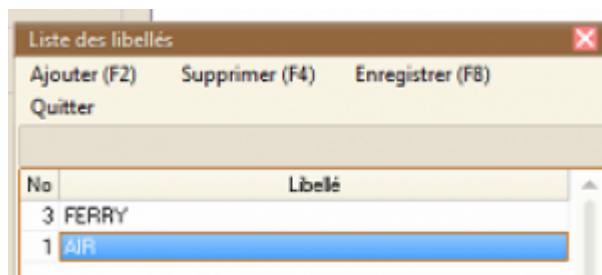 Liste des libellés
Ajouter (F2) Supprimer (F4) Enregistrer (F8)
Quitter
No Libellé
3 FERRY
1 AIR